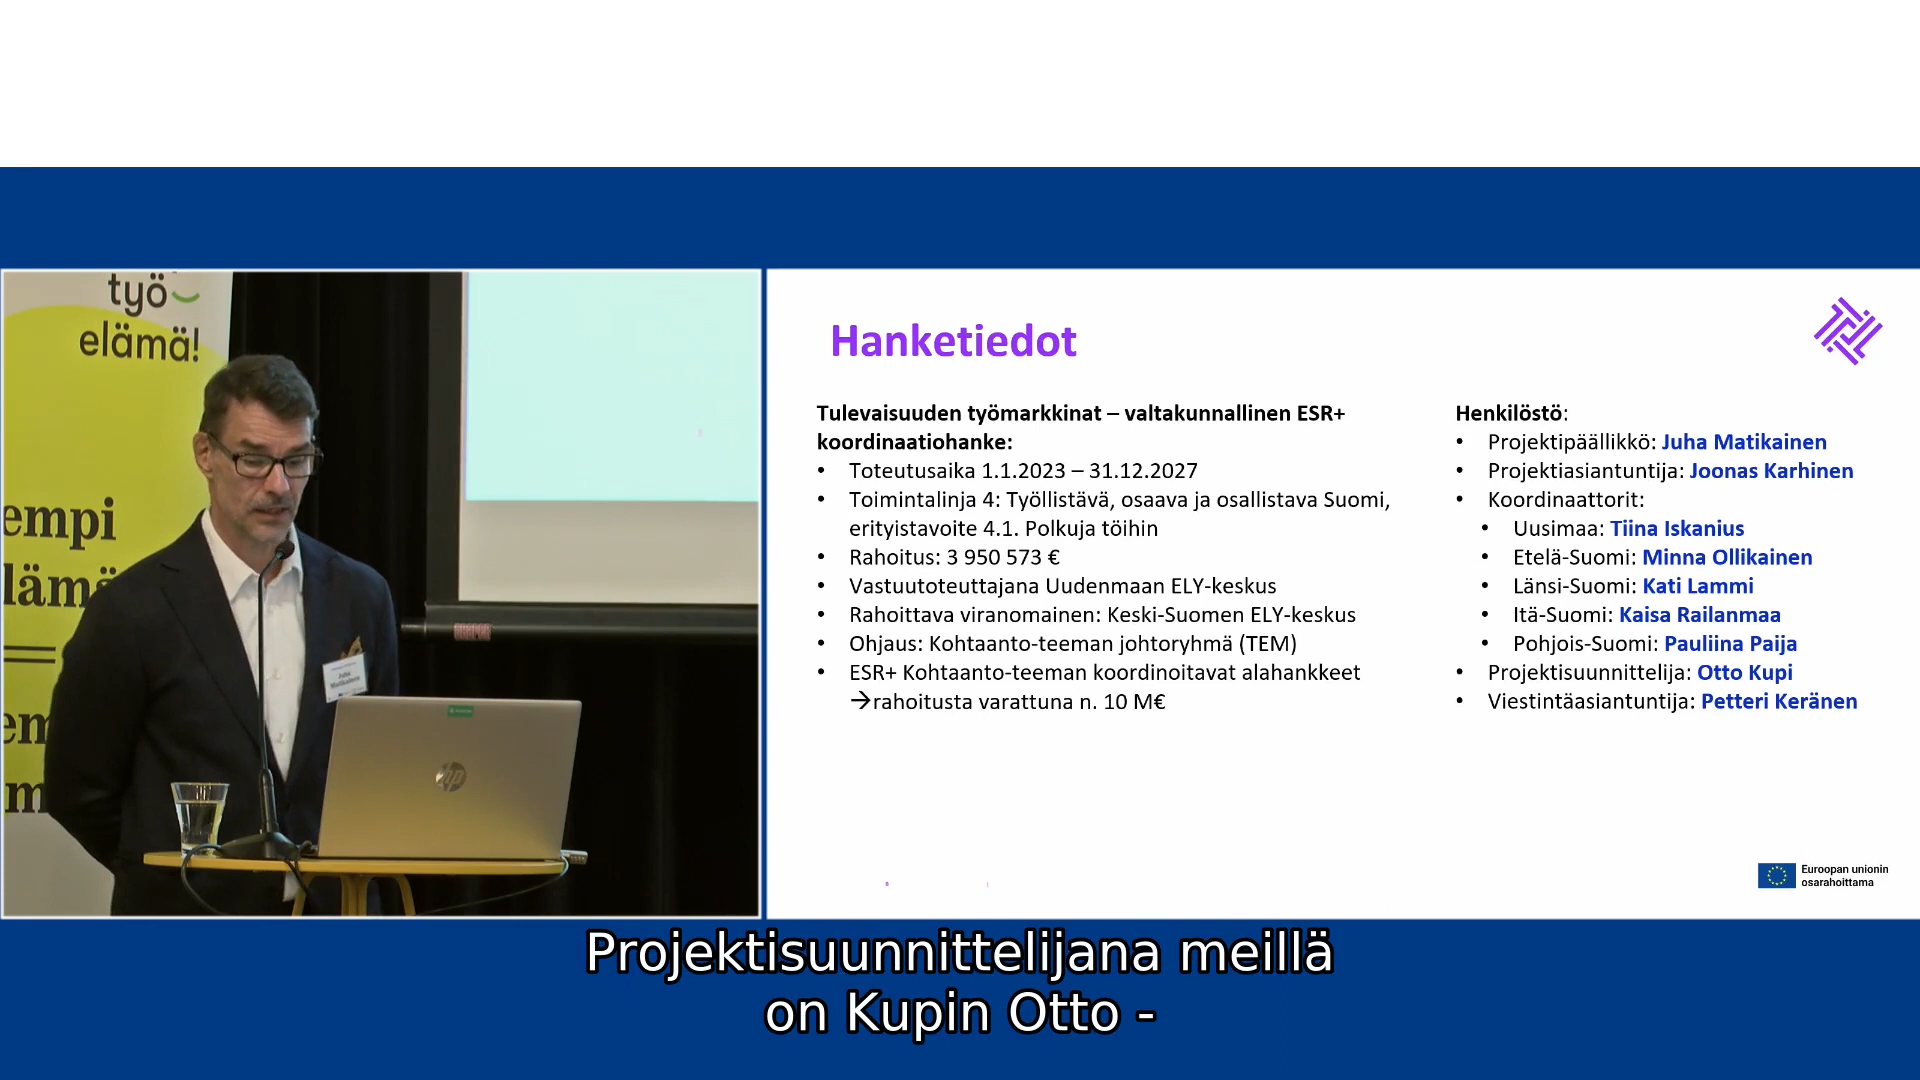 työ
elämä!
empi
Juha
Matikainen
hp
Hanketiedot
Tulevaisuuden työmarkkinat – valtakunnallinen ESR+
koordinaatiohanke:
• Toteutusaika 1.1.2023 – 31.12.2027
• Toimintalinja 4: Työllistävä, osaava ja osallistava Suomi,
erityistavoite 4.1. Polkuja töihin
• Rahoitus: 3 950 573 €
• Vastuutoteuttajana Uudenmaan ELY-keskus
• Rahoittava viranomainen: Keski-Suomen ELY-keskus
• Ohjaus: Kohtaanto-teeman johtoryhmä (TEM)
• ESR+ Kohtaanto-teeman koordinoitavat alahankkeet
→rahoitusta varattuna n. 10 M€
Henkilöstö:
• Projektipäällikkö: Juha Matikainen
• Projektiasiantuntija: Joonas Karhinen
• Koordinaattorit:
• Uusimaa: Tiina Iskanius
• Etelä-Suomi: Minna Ollikainen
• Länsi-Suomi: Kati Lammi
• Itä-Suomi: Kaisa Railanmaa
• Pohjois-Suomi: Pauliina Paija
• Projektisuunnittelija: Otto Kupi
• Viestintäasiantuntija: Petteri Keränen
Euroopan unionin
osarahoittama
Projektisuunnittelijana meillä
on Kupin Otto -